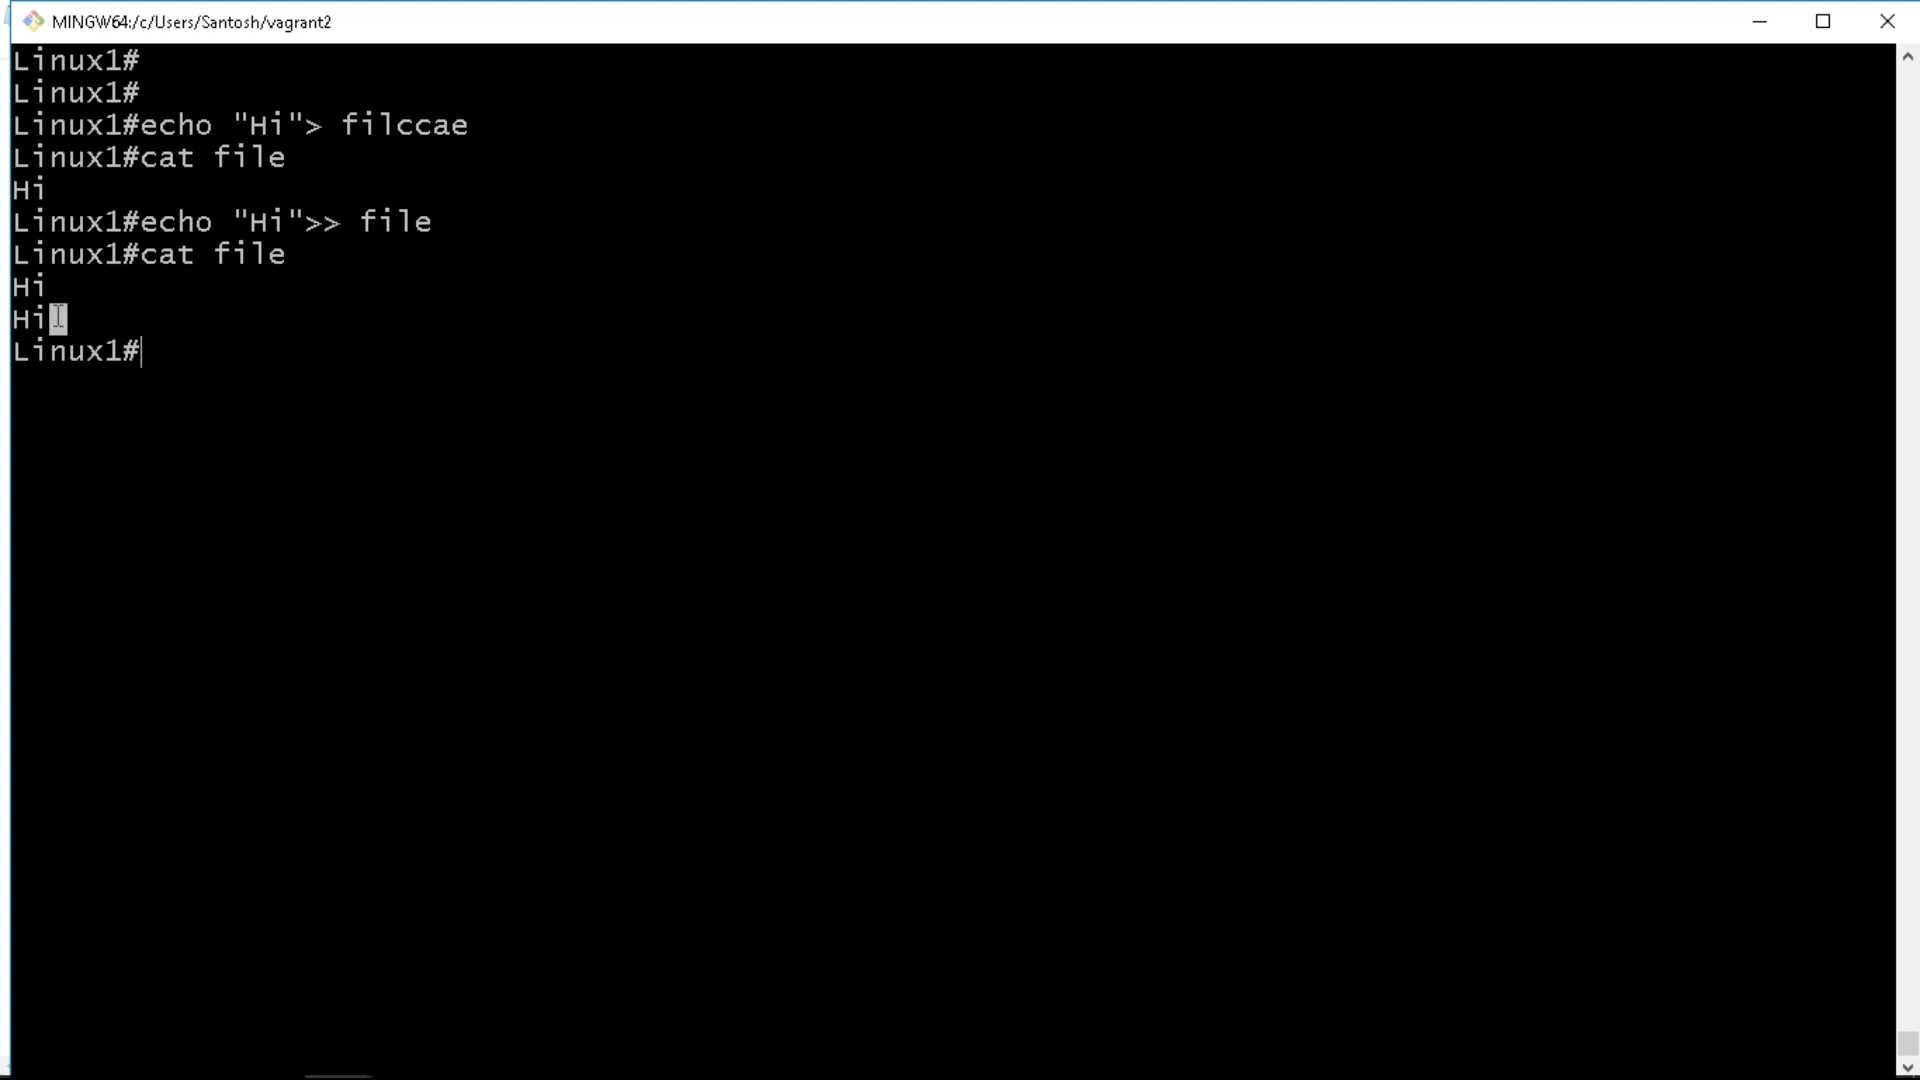 MINGW64:/c/Users/Santosh/vagrant2
Linux1#
Linux1#
Linux1#echo "Hi"> filccae
Linux1#cat file
Hi
Linux1#echo "Hi">> file
Linux1#cat file
Hi
Hi
Linux1#